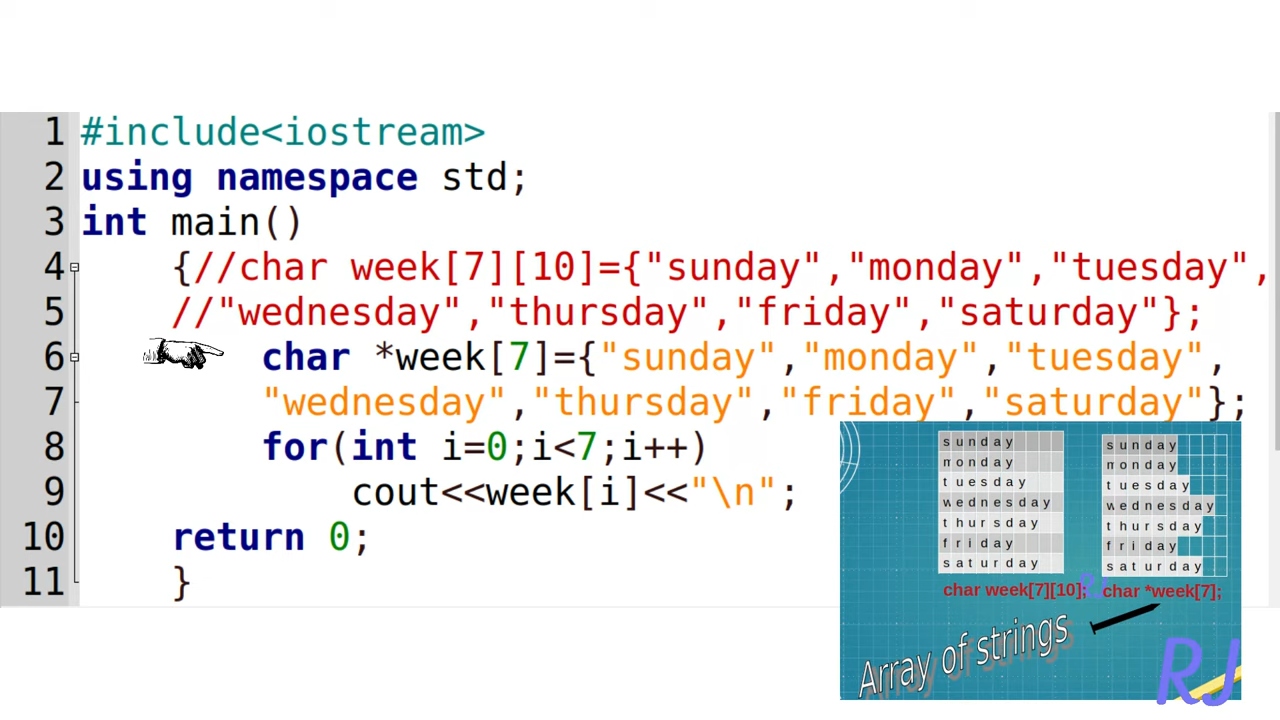 1 #include<iostream>
2 using namespace std;
3 int main()
4 {//char week[7][10]={"sunday","monday","tuesday",
5 //"wednesday","thursday","friday","saturday"};
6 char *week[7]={"sunday","monday","tuesday",
7 "wednesday","thursday","friday","saturday"};
8 for(int i=0;i<7;i++)
9 cout<<week[i]<<"\n";
10 return 0;
11 }
sunday
monday
tuesday
wednesday
thursday
friday
saturday
char week[7][10];
sunday
monday
tuesday
wednesday
thursday
friday
saturday
char *week[7];
Array of strings
RJ